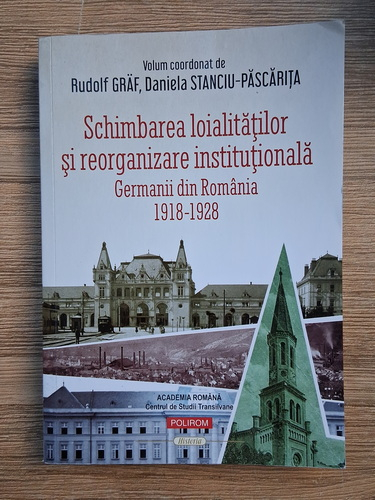 Volum coordonat de
Rudolf GRÄF, Daniela STANCIU-PĂSCĂRIȚA
Schimbarea loialităților
și reorganizare instituțională
Germanii din România
1918-1928
ACADEMIA ROMÂNĂ
Centrul de Studii Transilvane
POLIROM
Historia